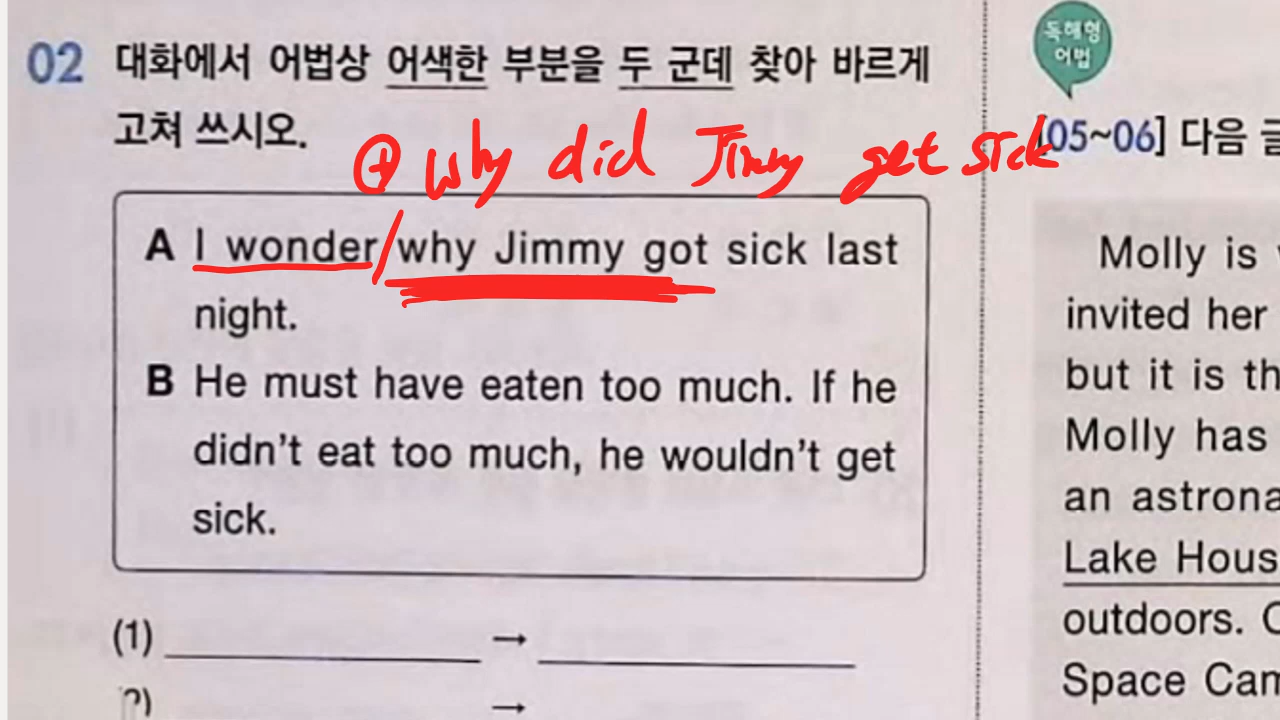 02 대화에서 어법상 어색한 부분을 두 군데 찾아 바르게
고쳐 쓰시오.
⊕ Why did Jimmy get sick
A I wonder/why Jimmy got sick last
night.
B He must have eaten too much. If he
didn't eat too much, he wouldn't get
sick.
(1) →
2) →
독해형
어법
[05~06] 다음 글
Molly is
invited her
but it is th
Molly has
an astrona
Lake Hous
outdoors.
Space Cam